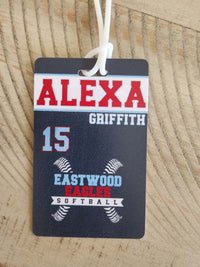 ALEXA
GRIFFITH
15
EASTWOOD
EAGLES
SOFTBALL